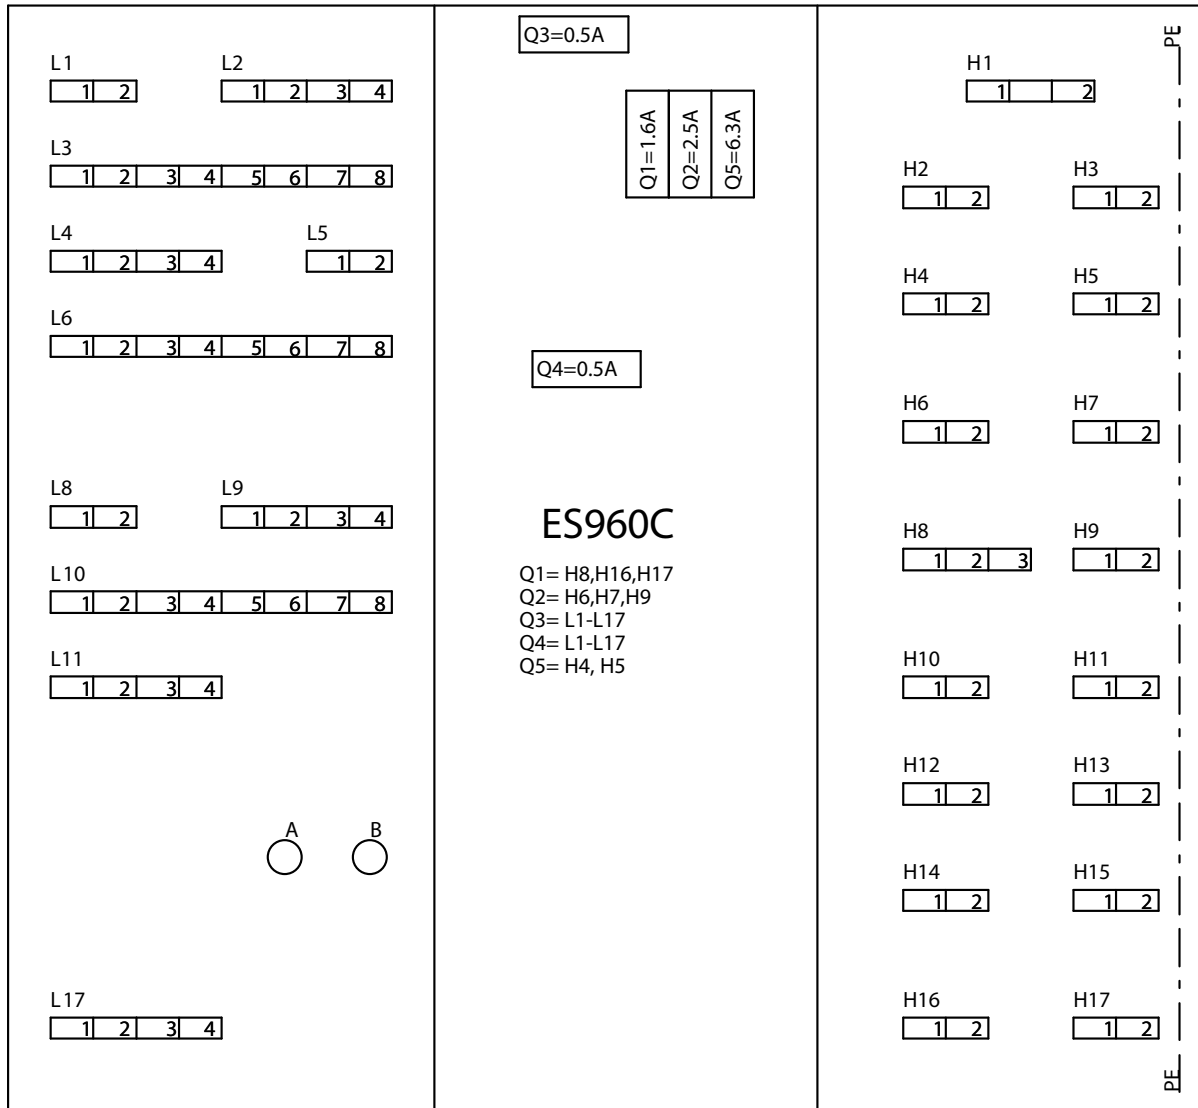 L1
1 2
L2
1 2 3 4
L3
1 2 3 4 5 6 7 8
L4
1 2 3 4
L5
1 2
L6
1 2 3 4 5 6 7 8
L8
1 2
L9
1 2 3 4
L10
1 2 3 4 5 6 7 8
L11
1 2 3 4
A
B
L17
1 2 3 4
Q3=0.5A
Q1=1.6A
Q2=2.5A
Q5=6.3A
Q4=0.5A
ES960C
Q1= H8,H16,H17
Q2= H6,H7,H9
Q3= L1-L17
Q4= L1-L17
Q5= H4, H5
PE
H1
1 2
H2
1 2
H3
1 2
H4
1 2
H5
1 2
H6
1 2
H7
1 2
H8
1 2 3
H9
1 2
H10
1 2
H11
1 2
H12
1 2
H13
1 2
H14
1 2
H15
1 2
H16
1 2
H17
1 2
PE